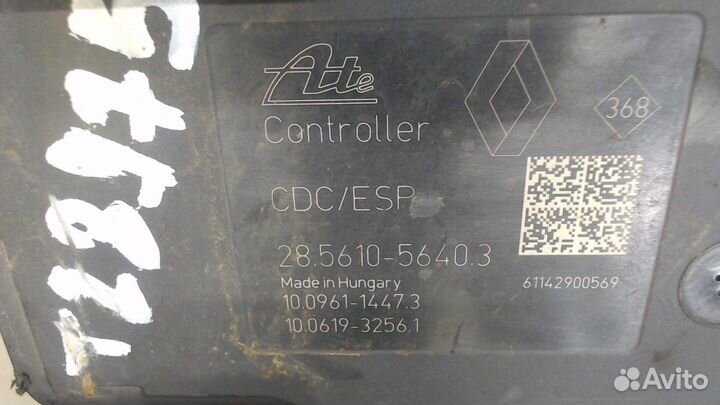 Ate
368
Controller
CDC/ESP
28.5610-5640.3
Made in Hungary
61142900569
10.0961-1447.3
10.0619-3256.1
Avito